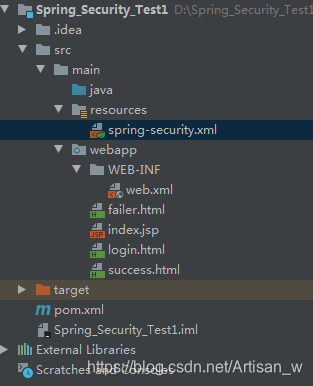 Spring_Security_Test1 D:\Spring_Security_Test1
.idea
src
main
java
resources
spring-security.xml
webapp
WEB-INF
web.xml
failer.html
index.jsp
login.html
success.html
target
pom.xml
Spring_Security_Test1.iml
External Libraries
Scratches and Consoles
https://blog.csdn.net/Artisan_w